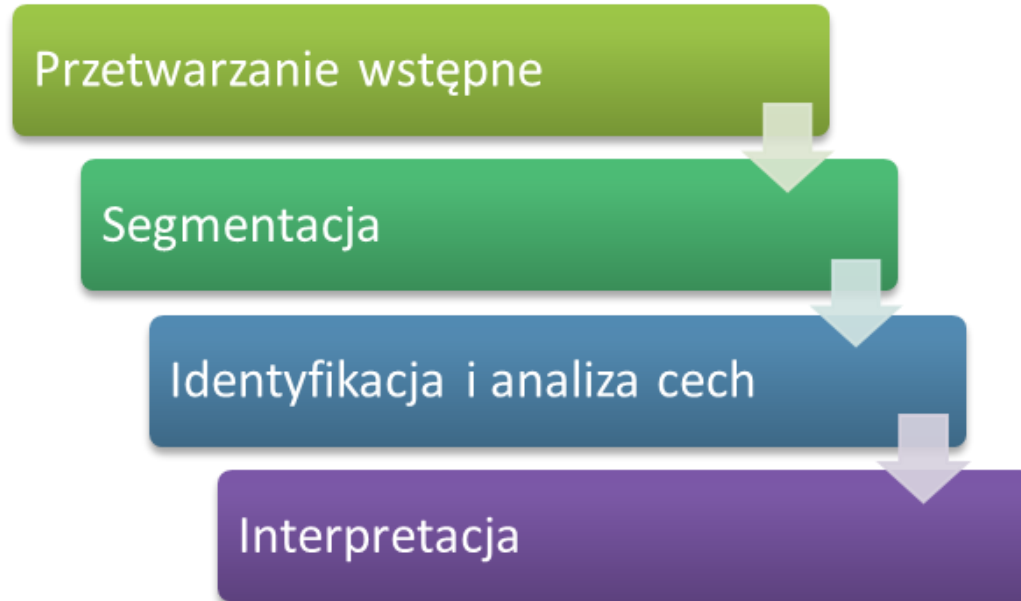 Przetwarzanie wstępne
Segmentacja
Identyfikacja i analiza cech
Interpretacja